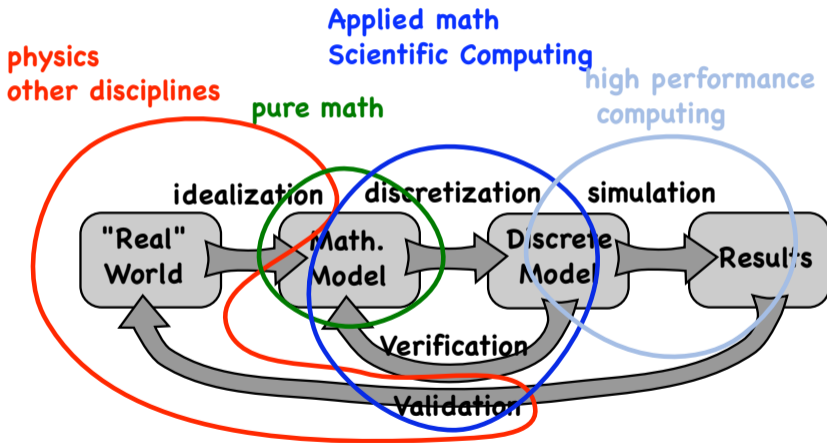 Applied math
Scientific Computing
physics
other disciplines
high performance
computing
pure math
idealization
discretization
simulation
"Real"
World
Math.
Model
Discrete
Model
Results
Verification
Validation